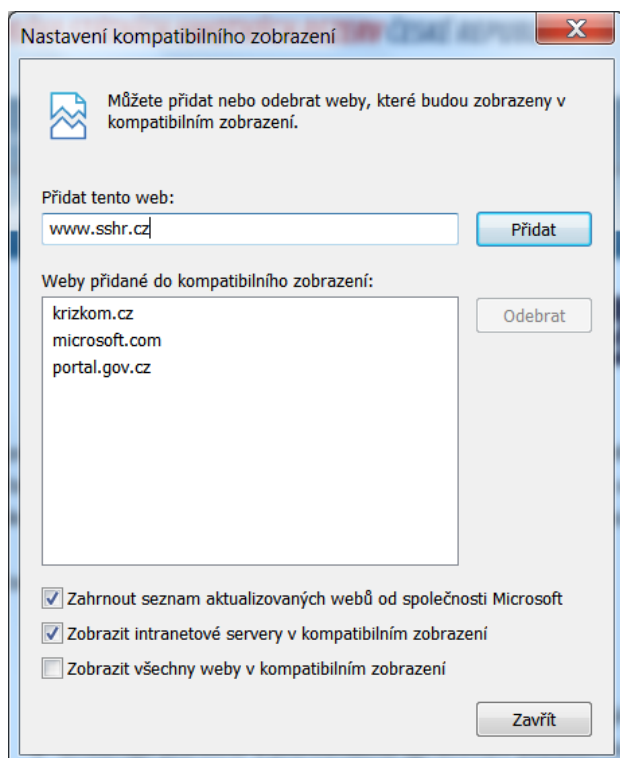 Nastavení kompatibilního zobrazení
Můžete přidat nebo odebrat weby, které budou zobrazeny v
kompatibilním zobrazení.
Přidat tento web:
www.sshr.cz
Přidat
Weby přidané do kompatibilního zobrazení:
krizkom.cz
microsoft.com
portal.gov.cz
Odebrat
Zahrnout seznam aktualizovaných webů od společnosti Microsoft
Zobrazit intranetové servery v kompatibilním zobrazení
Zobrazit všechny weby v kompatibilním zobrazení
Zavřít